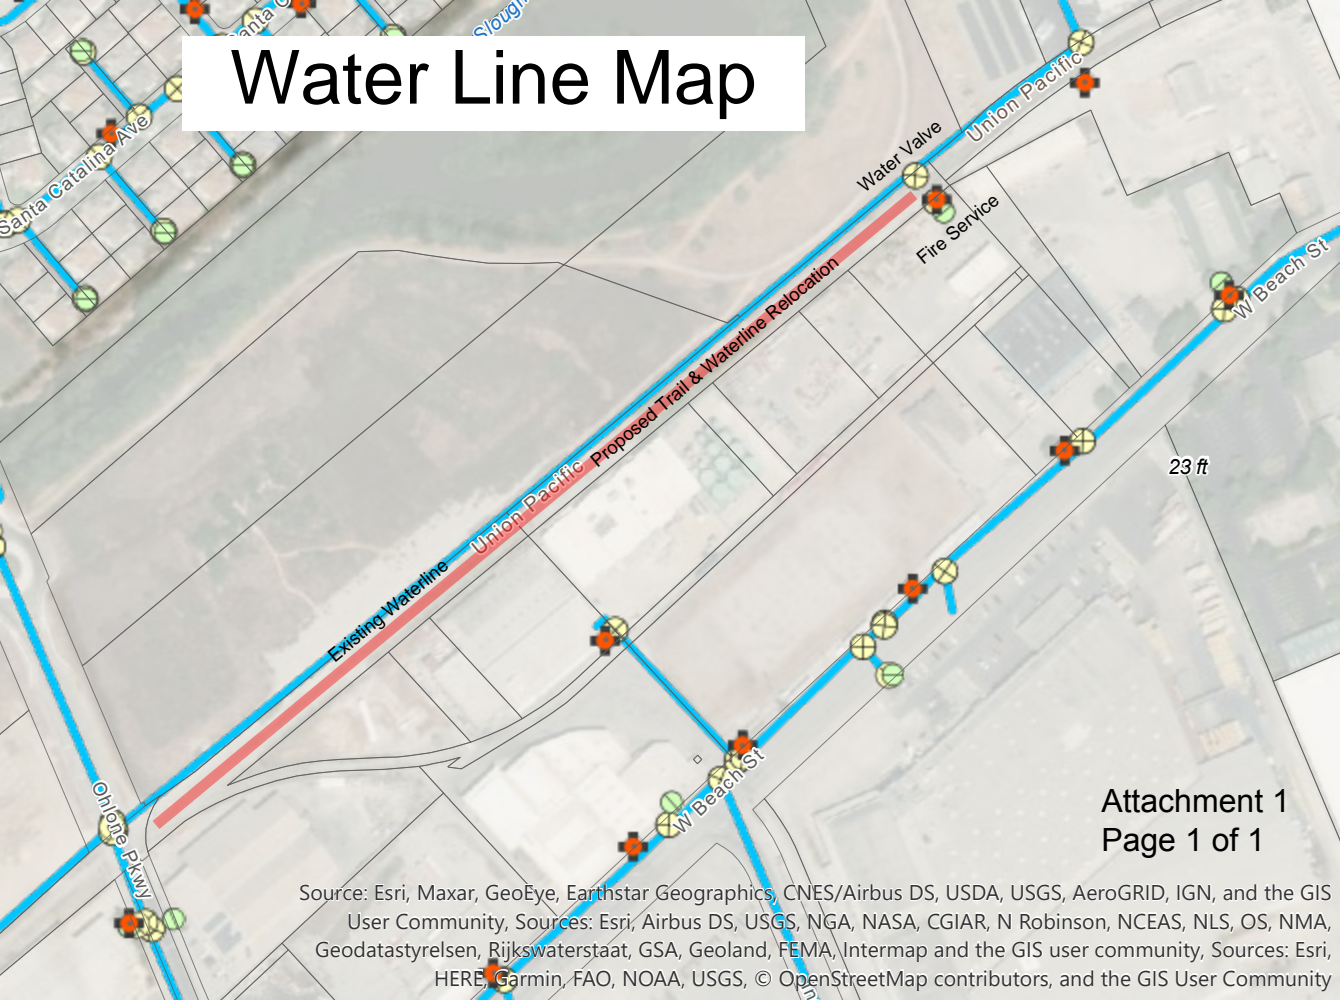 Santa C
Slough
Water Line Map
Santa Catalina Ave
Union Pacific
Water Valve
Fire Service
W Beach St
Proposed Trail & Waterline Relocation
23 ft
Union Pacific
Existing Waterline
W Beach St
Ohlone Pkwy
Attachment 1
Page 1 of 1
Source: Esri, Maxar, GeoEye, Earthstar Geographics, CNES/Airbus DS, USDA, USGS, AeroGRID, IGN, and the GIS
User Community, Sources: Esri, Airbus DS, USGS, NGA, NASA, CGIAR, N Robinson, NCEAS, NLS, OS, NMA,
Geodatastyrelsen, Rijkswaterstaat, GSA, Geoland, FEMA, Intermap and the GIS user community, Sources: Esri,
HERE, Garmin, FAO, NOAA, USGS, © OpenStreetMap contributors, and the GIS User Community